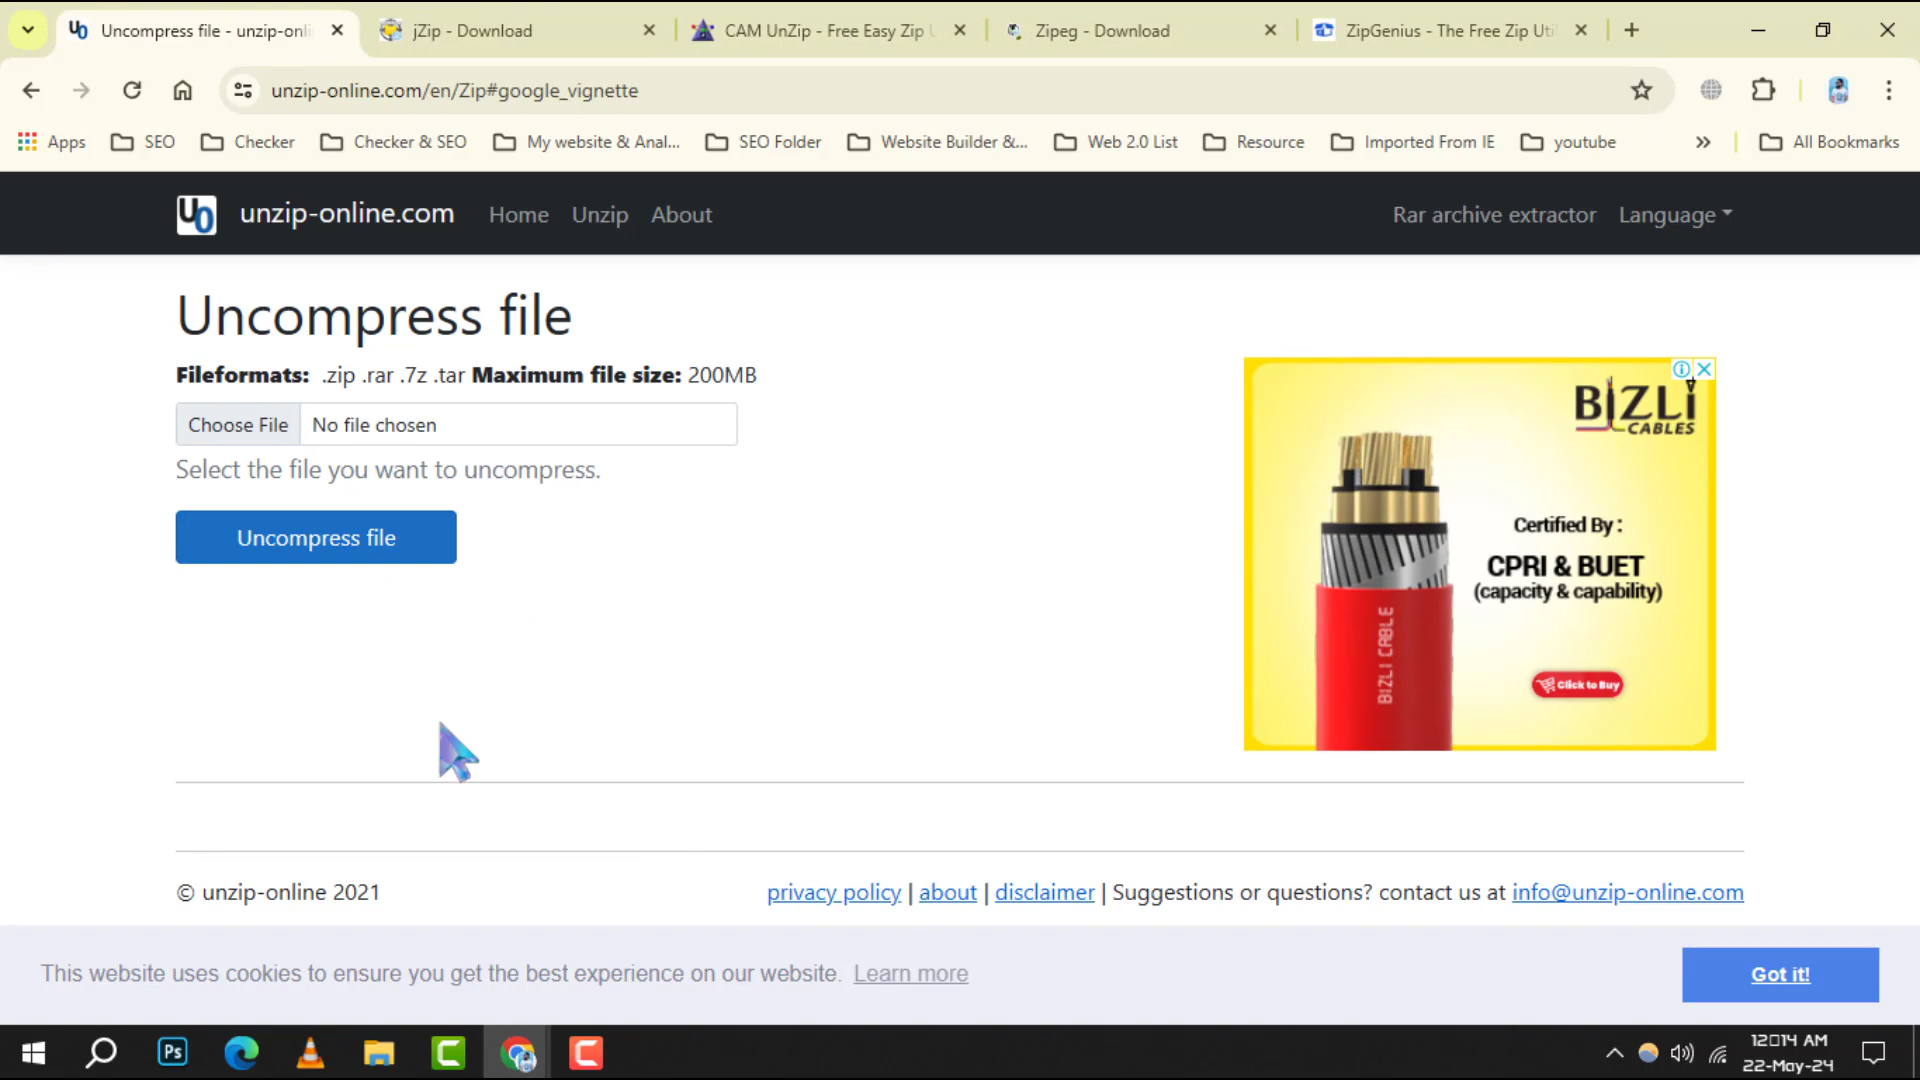 Uncompress file - unzip-onli
jZip - Download
CAM UnZip - Free Easy Zip
Zipeg - Download
ZipGenius - The Free Zip Uti
unzip-online.com/en/Zip#google_vignette
Apps
SEO
Checker
Checker & SEO
My website & Anal...
SEO Folder
Website Builder &...
Web 2.0 List
Resource
Imported From IE
youtube
All Bookmarks
UO
unzip-online.com
Home
Unzip
About
Rar archive extractor
Language
Uncompress file
Fileformats: .zip .rar .7z .tar Maximum file size: 200MB
Choose File No file chosen
Select the file you want to uncompress.
Uncompress file
BIZLi
CABLES
Certified By :
CPRI & BUET
(capacity & capability)
BIZLI CABLE
Click to Buy
© unzip-online 2021
privacy policy | about | disclaimer | Suggestions or questions? contact us at info@unzip-online.com
This website uses cookies to ensure you get the best experience on our website. Learn more
Got it!
Ps
12:14 AM
22-May-24